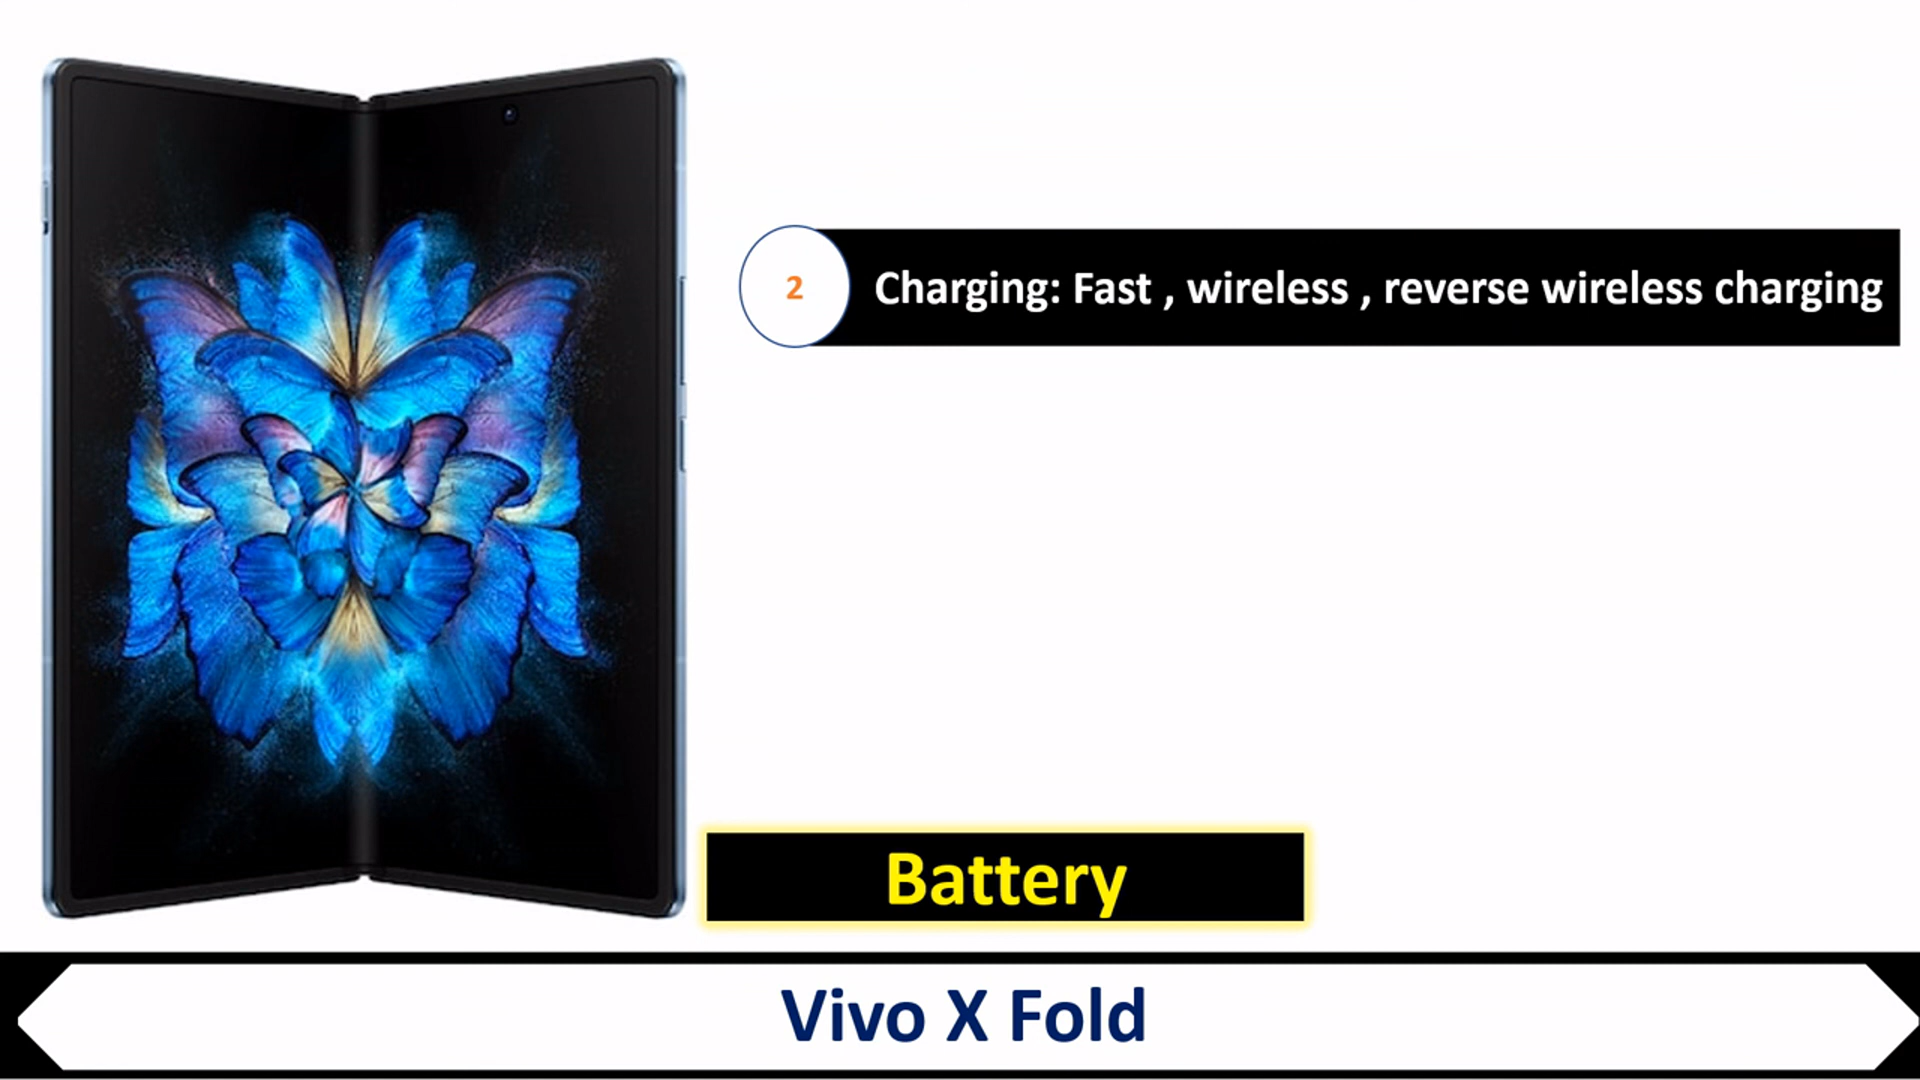 2
Charging: Fast , wireless , reverse wireless charging
Battery
Vivo X Fold